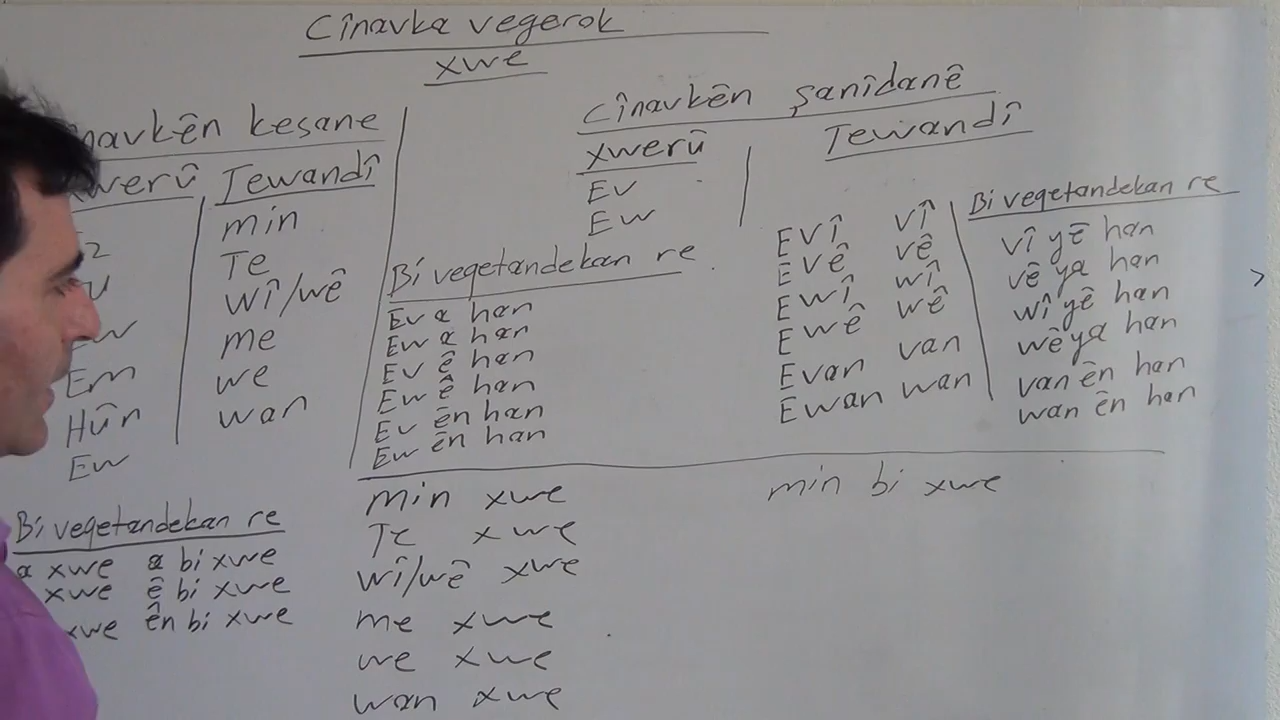 Cînavka vegerok
xwe
navkên kesane
werû Tewandî
min
Te
wî/wê
Em me
Hûn we
Ew wan
Bi vegetandekan re
a xwe a bi xwe
xwe ê bi xwe
xwe ên bi xwe
Cînavkên şanîdanê
xwerû Tewandî
Ev
Ew
Bi vegetandekan re
Ev a han
Ew a han
Ev ê han
Ew ê han
Ev ên han
Ew ên han
Evî vî
Evê vê
Ewî wî
Ewê wê
Evan van
Ewan wan
Bi vegetandekan re
vî yê han
vê ya han
wî yê han
wê ya han
van ên han
wan ên han
min xwe min bi xwe
Te xwe
wî/wê xwe
me xwe
we xwe
wan xwe